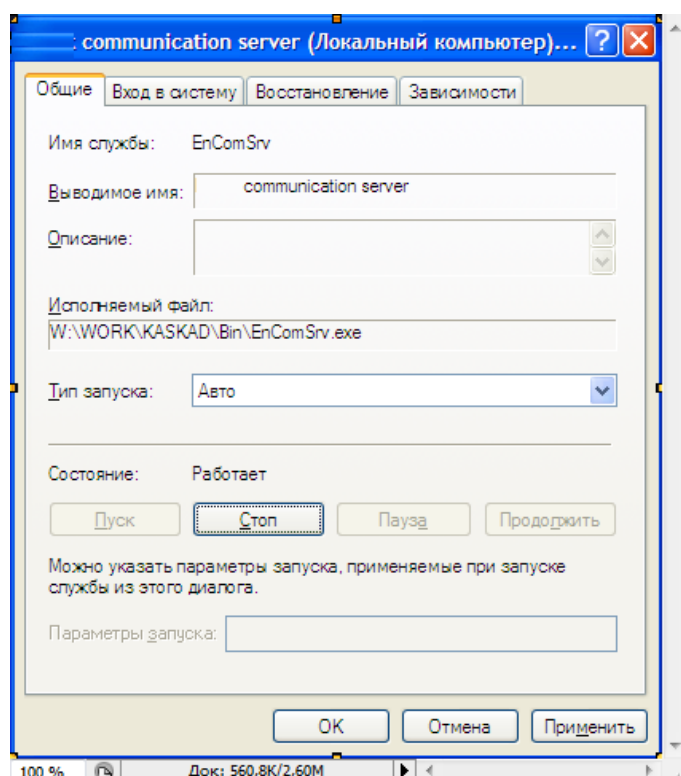 : communication server (Локальный компьютер)...
Общие Вход в систему Восстановление Зависимости
Имя службы: EnComSrv
Выводимое имя: communication server
Описание:
Исполняемый файл:
W:\WORK\KASKAD\Bin\EnComSrv.exe
Тип запуска: Авто
Состояние: Работает
Пуск Стоп Пауза Продолжить
Можно указать параметры запуска, применяемые при запуске
службы из этого диалога.
Параметры запуска:
OK Отмена Применить
100 % Док: 560,8K/2,60M